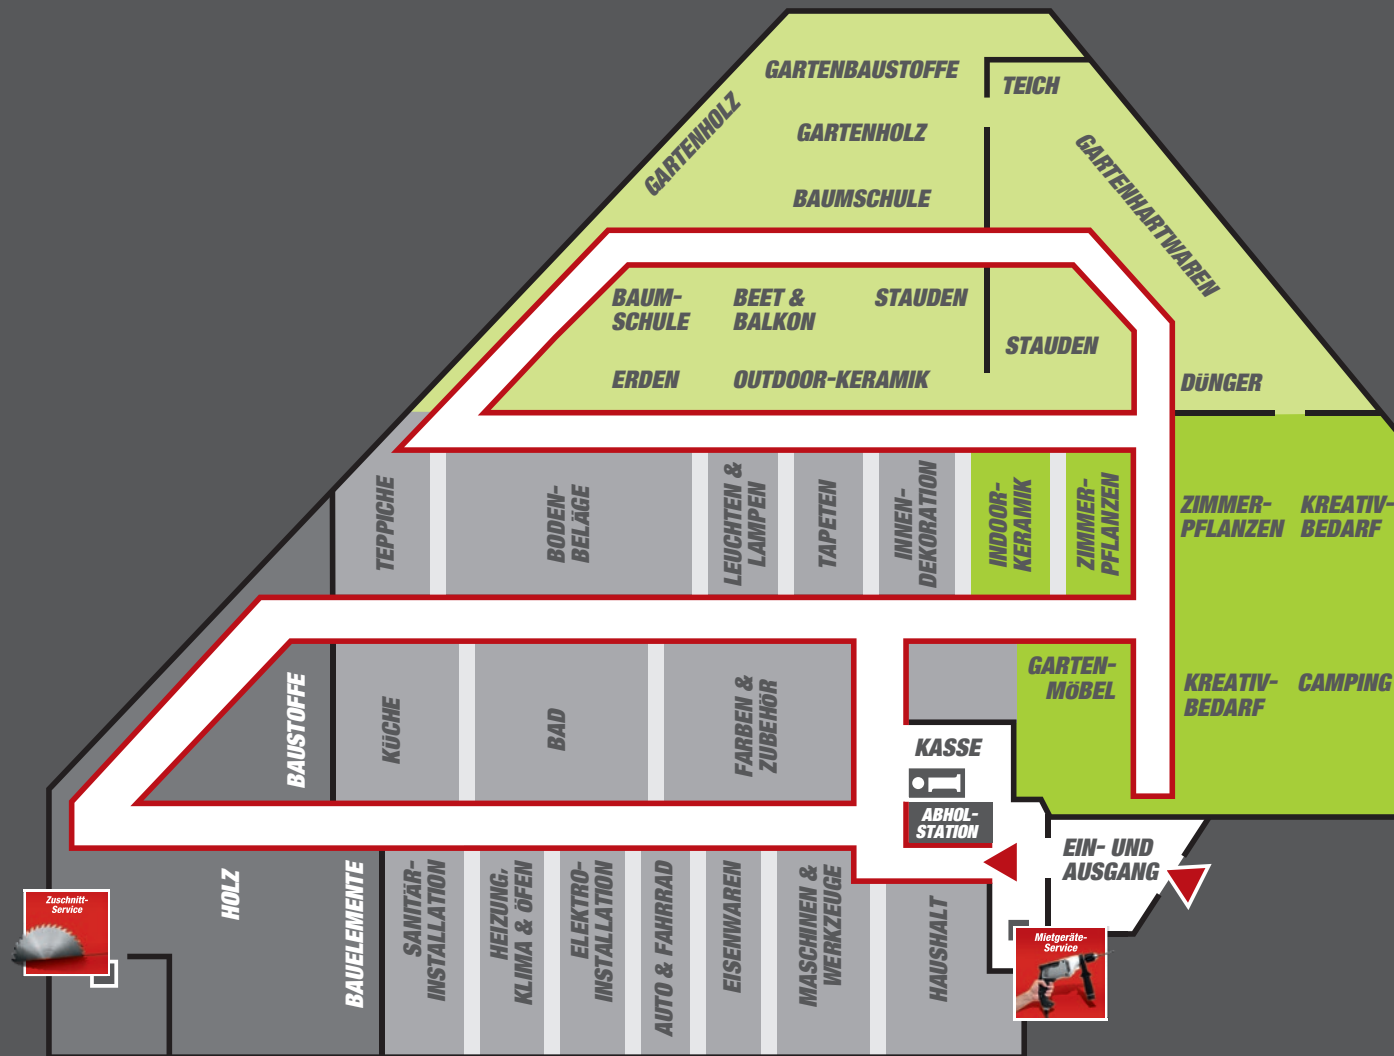 GARTENBAUSTOFFE
TEICH
GARTENHOLZ
GARTENHOLZ
GARTENHARTWAREN
BAUMSCHULE
BAUM-
SCHULE
BEET &
BALKON
STAUDEN
STAUDEN
ERDEN
OUTDOOR-KERAMIK
DÜNGER
TEPPICHE
BODEN-
BELÄGE
LEUCHTEN &
LAMPEN
TAPETEN
INNEN-
DEKORATION
INDOOR-
KERAMIK
ZIMMER-
PFLANZEN
ZIMMER-
PFLANZEN
KREATIV-
BEDARF
BAUSTOFFE
KÜCHE
BAD
FARBEN &
ZUBEHÖR
GARTEN-
MÖBEL
KREATIV-
BEDARF
CAMPING
KASSE
i
ABHOL-
STATION
EIN- UND
AUSGANG
Zuschnitt-
Service
HOLZ
BAUELEMENTE
SANITÄR-
INSTALLATION
HEIZUNG,
KLIMA & ÖFEN
ELEKTRO-
INSTALLATION
AUTO & FAHRRAD
EISENWAREN
MASCHINEN &
WERKZEUGE
HAUSHALT
Mietgeräte-
Service